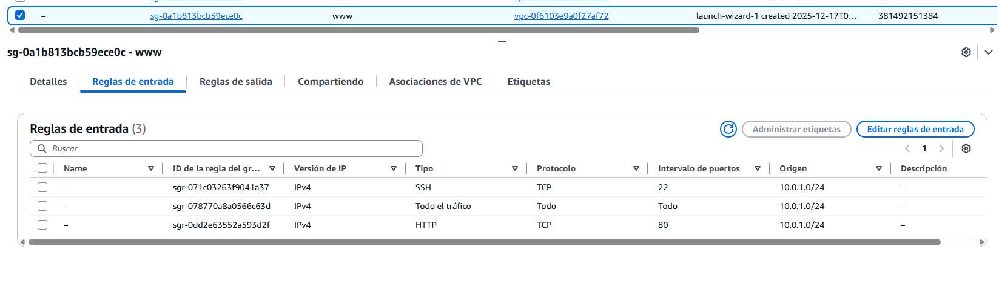 – sg-0a1b813bcb59ece0c www vpc-0f6103e9a0f27af72 launch-wizard-1 created 2025-12-17T0... 381492151384
sg-0a1b813bcb59ece0c - www
Detalles Reglas de entrada Reglas de salida Compartiendo Asociaciones de VPC Etiquetas
Reglas de entrada (3) Administrar etiquetas Editar reglas de entrada
Buscar 1
Name ID de la regla del gr... Versión de IP Tipo Protocolo Intervalo de puertos Origen Descripción
– sgr-071c03263f9041a37 IPv4 SSH TCP 22 10.0.1.0/24 –
– sgr-078770a8a0566c63d IPv4 Todo el tráfico Todo Todo 10.0.1.0/24 –
– sgr-0dd2e63552a593d2f IPv4 HTTP TCP 80 10.0.1.0/24 –